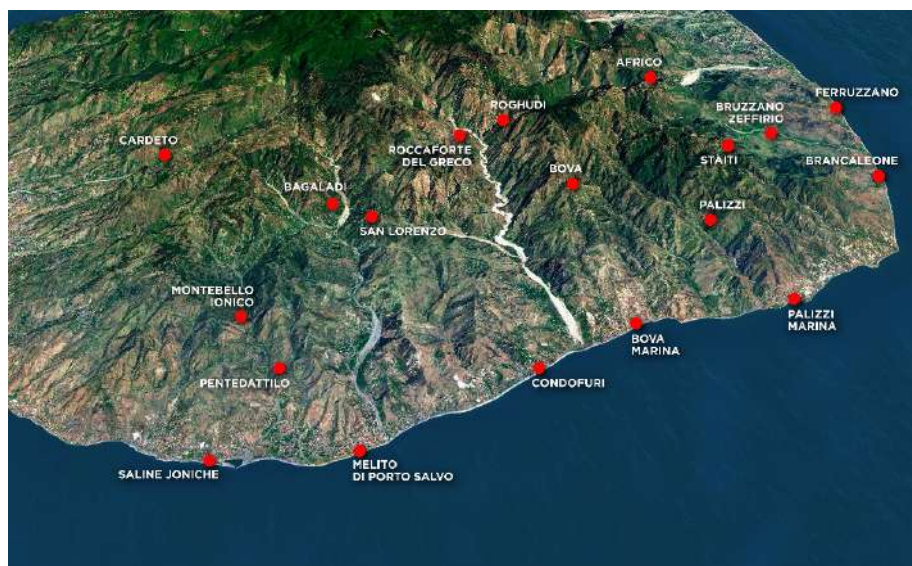 AFRICO
FERRUZZANO
ROGHUDI
BRUZZANO
ZEFFIRIO
CARDETO
ROCCAFORTE
DEL GRECO
STAITI
BOVA
BRANCALEONE
BAGALADI
PALIZZI
SAN LORENZO
MONTEBELLO
IONICO
PALIZZI
MARINA
BOVA
MARINA
PENTEDATTILO
CONDOFURI
SALINE JONICHE
MELITO
DI PORTO SALVO